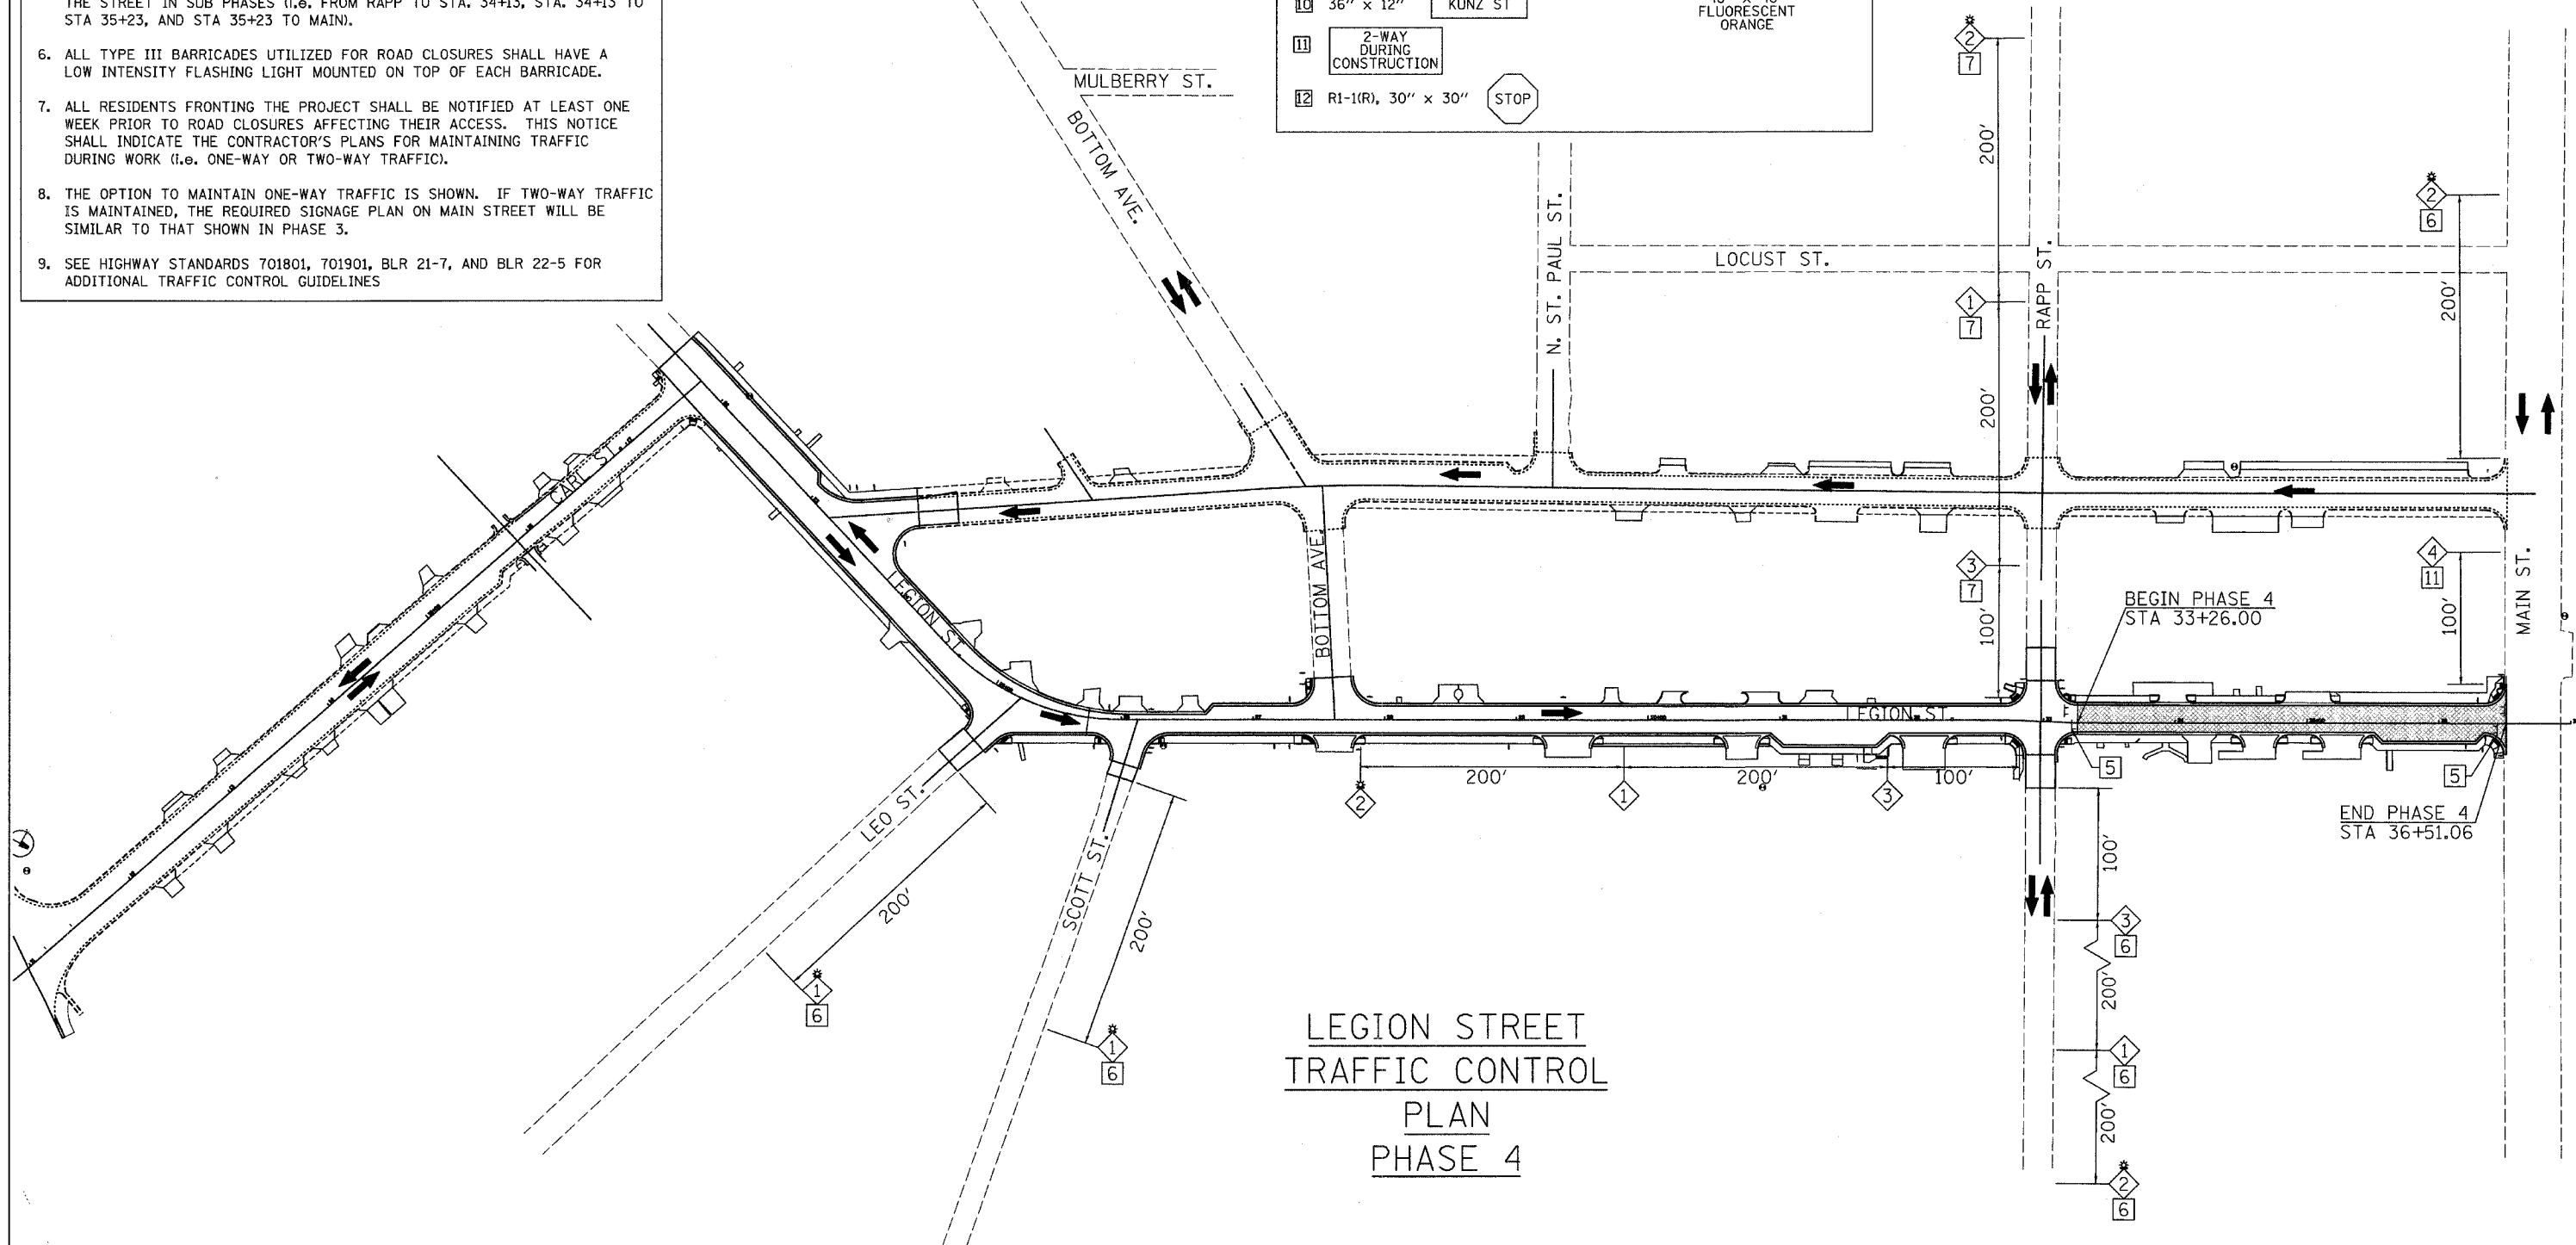 THE STREET IN SUB PHASES (i.e. FROM RAPP TO STA. 34+13, STA. 34+13 TO
STA 35+23, AND STA 35+23 TO MAIN).
6. ALL TYPE III BARRICADES UTILIZED FOR ROAD CLOSURES SHALL HAVE A
LOW INTENSITY FLASHING LIGHT MOUNTED ON TOP OF EACH BARRICADE.
7. ALL RESIDENTS FRONTING THE PROJECT SHALL BE NOTIFIED AT LEAST ONE
WEEK PRIOR TO ROAD CLOSURES AFFECTING THEIR ACCESS. THIS NOTICE
SHALL INDICATE THE CONTRACTOR'S PLANS FOR MAINTAINING TRAFFIC
DURING WORK (i.e. ONE-WAY OR TWO-WAY TRAFFIC).
8. THE OPTION TO MAINTAIN ONE-WAY TRAFFIC IS SHOWN. IF TWO-WAY TRAFFIC
IS MAINTAINED, THE REQUIRED SIGNAGE PLAN ON MAIN STREET WILL BE
SIMILAR TO THAT SHOWN IN PHASE 3.
9. SEE HIGHWAY STANDARDS 701801, 701901, BLR 21-7, AND BLR 22-5 FOR
ADDITIONAL TRAFFIC CONTROL GUIDELINES
10 36" x 12" KUNZ ST
FLUORESCENT
ORANGE
11 2-WAY
DURING
CONSTRUCTION
12 R1-1(R), 30" x 30" STOP
MULBERRY ST.
BOTTOM AVE.
N. ST. PAUL ST.
LOCUST ST.
RAPP ST.
2
7
200'
1
7
200'
3
7
100'
2
6
200'
4
11
100'
MAIN ST.
CARL ST.
LEGION ST.
BOTTOM AVE.
LEGION ST.
BEGIN PHASE 4
STA 33+26.00
5
5
END PHASE 4
STA 36+51.06
200'
200'
100'
2
1
3
LEO ST.
200'
1
6
SCOTT ST.
200'
1
6
100'
3
6
200'
1
6
200'
2
6
LEGION STREET
TRAFFIC CONTROL
PLAN
PHASE 4